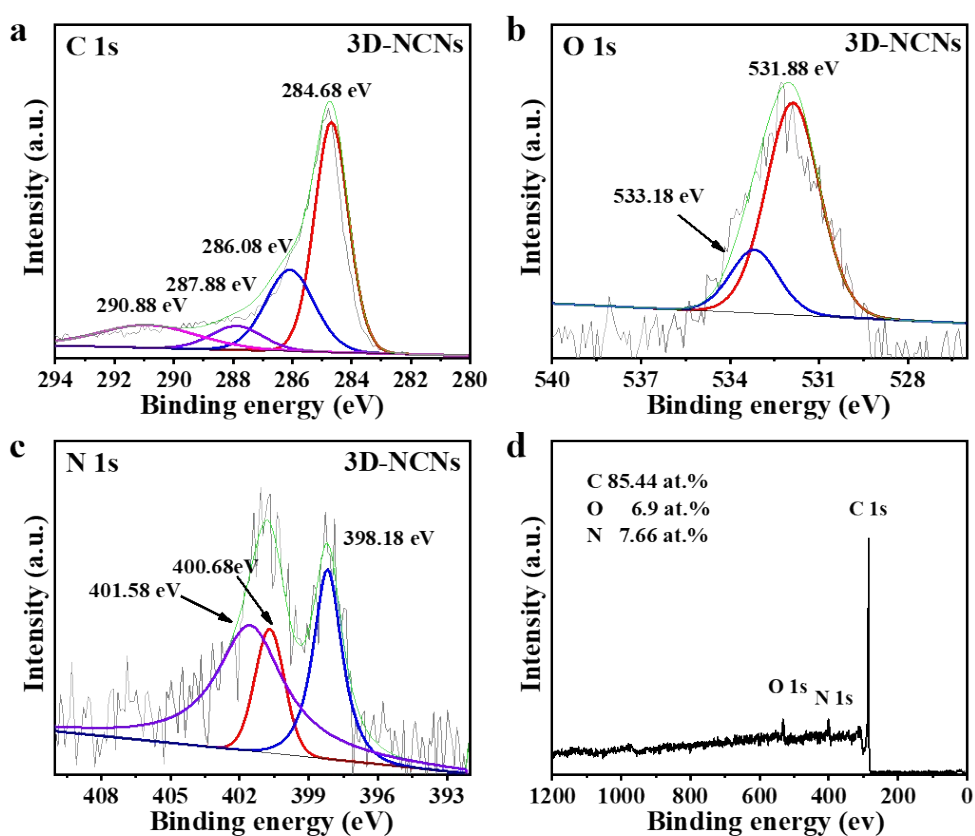 a
C 1s
3D-NCNs
284.68 eV
286.08 eV
287.88 eV
290.88 eV
Intensity (a.u.)
294 292 290 288 286 284 282 280
Binding energy (eV)
b
O 1s
3D-NCNs
531.88 eV
533.18 eV
Intensity (a.u.)
540 537 534 531 528
Binding energy (eV)
c
N 1s
3D-NCNs
398.18 eV
400.68eV
401.58 eV
Intensity (a.u.)
408 405 402 399 396 393
Binding energy (eV)
d
C 85.44 at.%
O 6.9 at.%
N 7.66 at.%
C 1s
O 1s
N 1s
Intensity (a.u.)
1200 1000 800 600 400 200 0
Binding energy (ev)